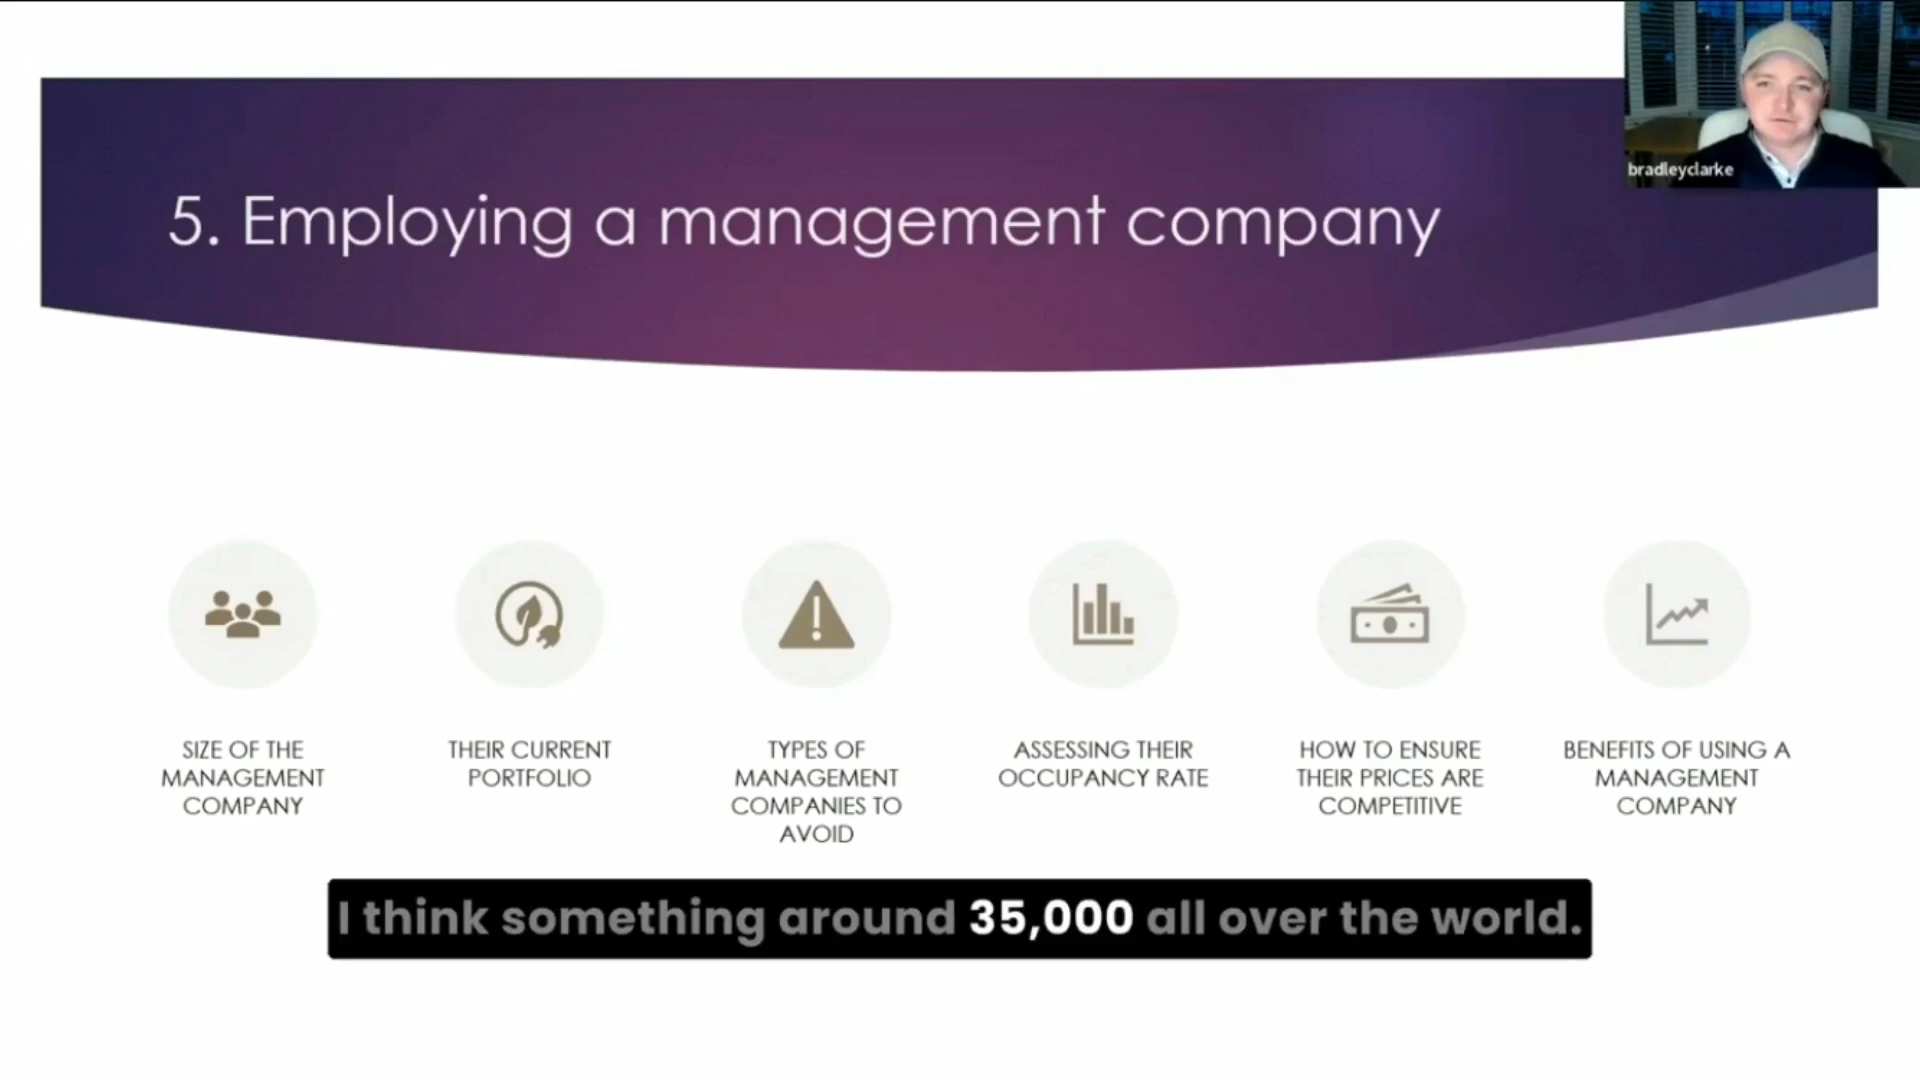 bradleyclarke
5. Employing a management company
SIZE OF THE
MANAGEMENT
COMPANY
THEIR CURRENT
PORTFOLIO
TYPES OF
MANAGEMENT
COMPANIES TO
AVOID
ASSESSING THEIR
OCCUPANCY RATE
HOW TO ENSURE
THEIR PRICES ARE
COMPETITIVE
BENEFITS OF USING A
MANAGEMENT
COMPANY
I think something around 35,000 all over the world.